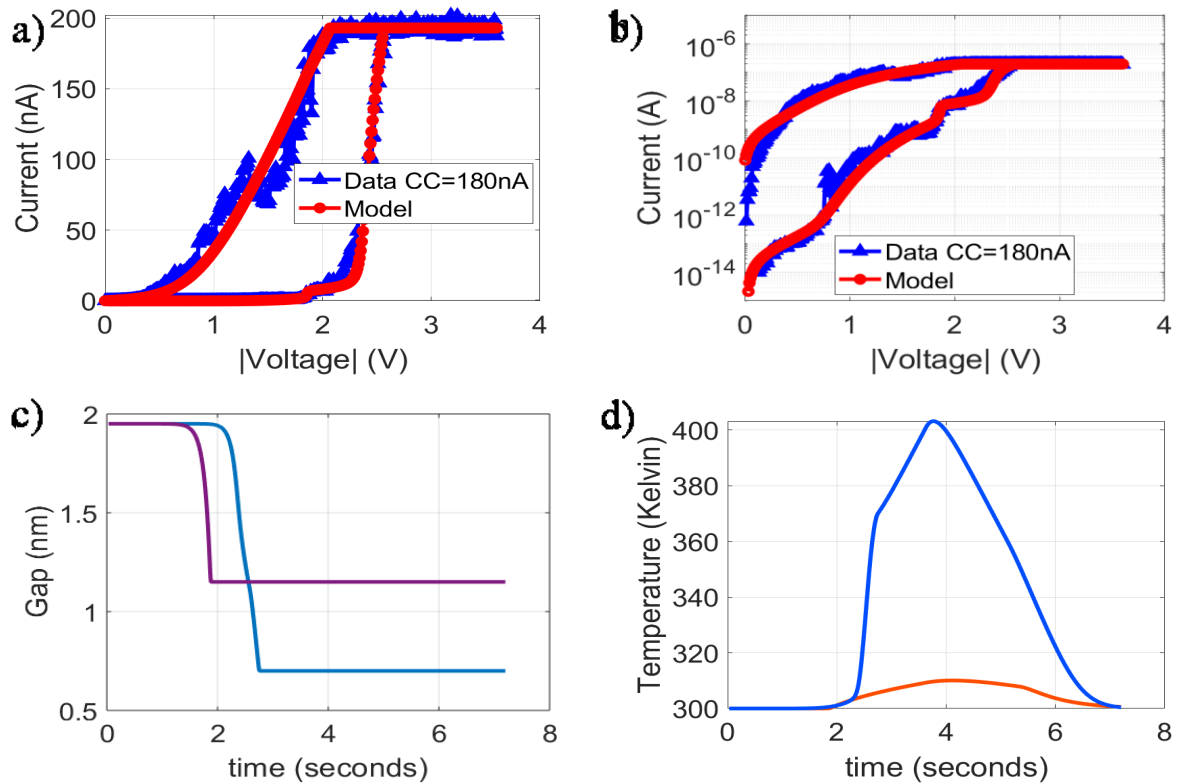 a)
200
150
100
50
0
Current (nA)
Data CC=180nA
Model
0 1 2 3 4
|Voltage| (V)
b)
10-6
10-8
10-10
10-12
10-14
Current (A)
Data CC=180nA
Model
0 1 2 3 4
|Voltage| (V)
c)
2
1.5
1
0.5
Gap (nm)
0 2 4 6 8
time (seconds)
d)
400
380
360
340
320
300
Temperature (Kelvin)
0 2 4 6 8
time (seconds)